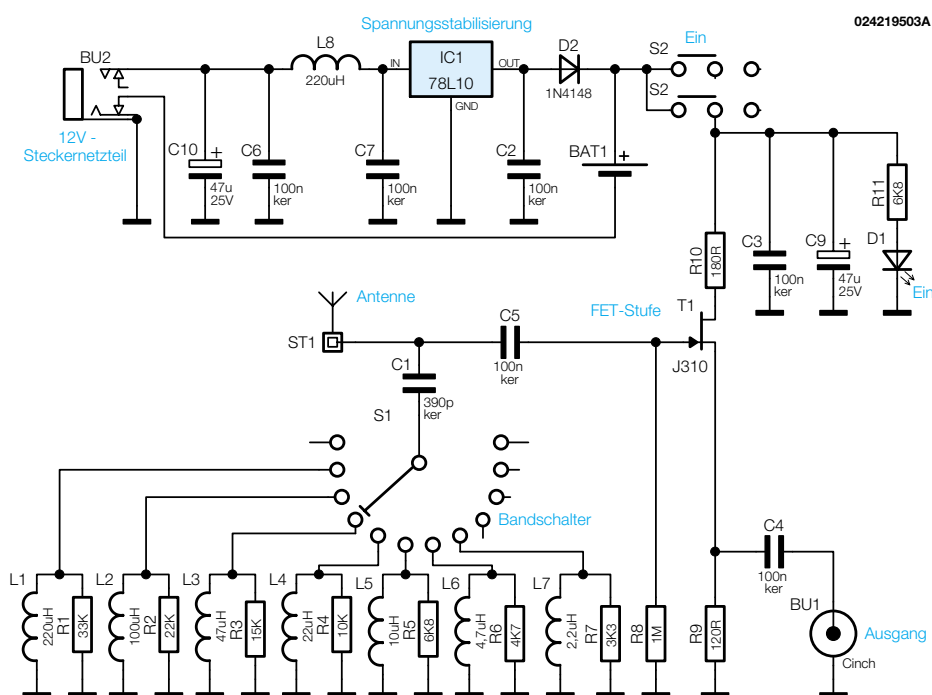 024219503A
Spannungsstabilisierung
BU2
L8
220uH
IN
IC1
78L10
OUT
GND
D2
1N4148
S2
Ein
S2
12V -
Steckernetzteil
C10
+
47u
25V
C6
100n
ker
C7
100n
ker
C2
100n
ker
BAT1
+
R11
6K8
R10
180R
C3
100n
ker
C9
+
47u
25V
D1
Ein
Antenne
ST1
C5
100n
ker
FET-Stufe
T1
J310
C1
390p
ker
S1
Bandschalter
L1
220uH
R1
33K
L2
100uH
R2
22K
L3
47uH
R3
15K
L4
22uH
R4
10K
L5
10uH
R5
6K8
L6
4,7uH
R6
4K7
L7
2,2uH
R7
3K3
R8
1M
R9
120R
C4
100n
ker
BU1
Ausgang
Cinch